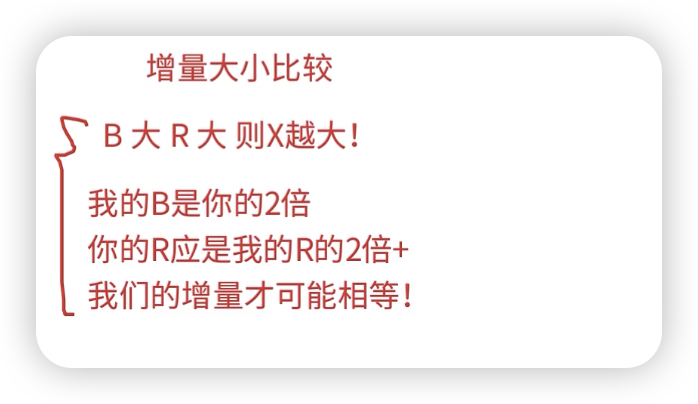 增量大小比较
B 大 R 大 则X越大!
我的B是你的2倍
你的R应是我的R的2倍+
我们的增量才可能相等!